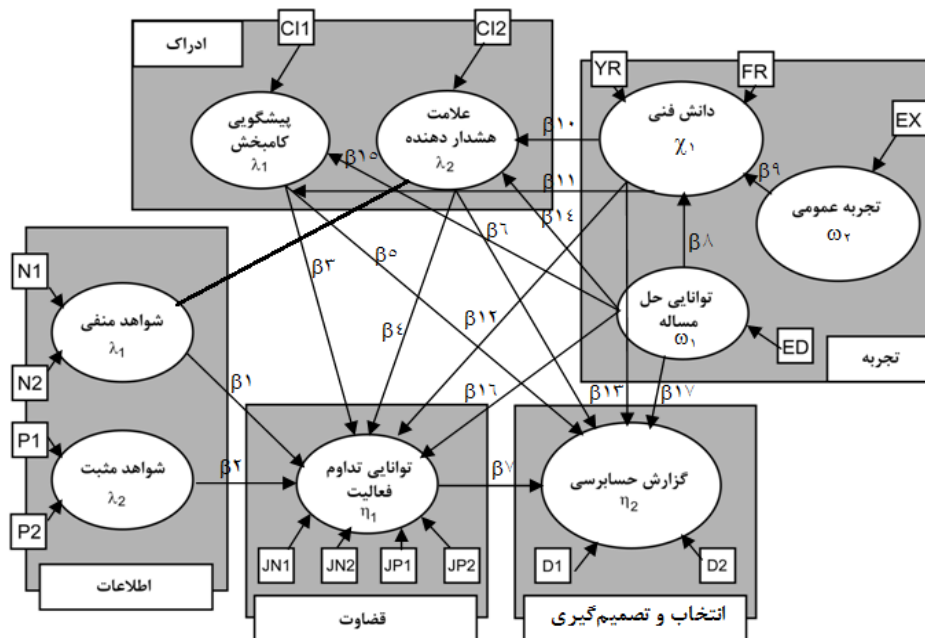 ادراک
CI1
CI2
پیشگویی
کامبخش
λ1
علامت
هشدار دهنده
λ2
YR
FR
EX
دانش فنی
χ۱
تجربه عمومی
ω۲
توانایی حل
مساله
ω۱
ED
تجربه
β۱۰
β۹
β۱۵
β۱۱
β۱۴
β۶
β۸
β۳
β۵
β۴
β۱۲
β۱۳
β۱۷
β۱۶
β۱
β۲
β۷
N1
N2
شواهد منفی
λ1
P1
P2
شواهد مثبت
λ2
اطلاعات
توانایی تداوم
فعالیت
η1
JN1
JN2
JP1
JP2
قضاوت
گزارش حسابرسی
η2
D1
D2
انتخاب و تصمیم‌گیری